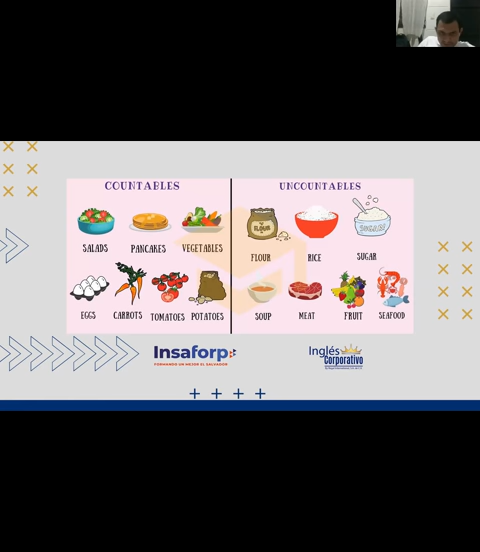 COUNTABLES
SALADS
PANCAKES
VEGETABLES
EGGS
CARROTS
TOMATOES
POTATOES
UNCOUNTABLES
FLOUR
RICE
SUGAR
FLOUR
SUGAR
SOUP
MEAT
FRUIT
SEAFOOD
Insaforp
FORMANDO UN MEJOR EL SALVADOR
Inglés
Corporativo